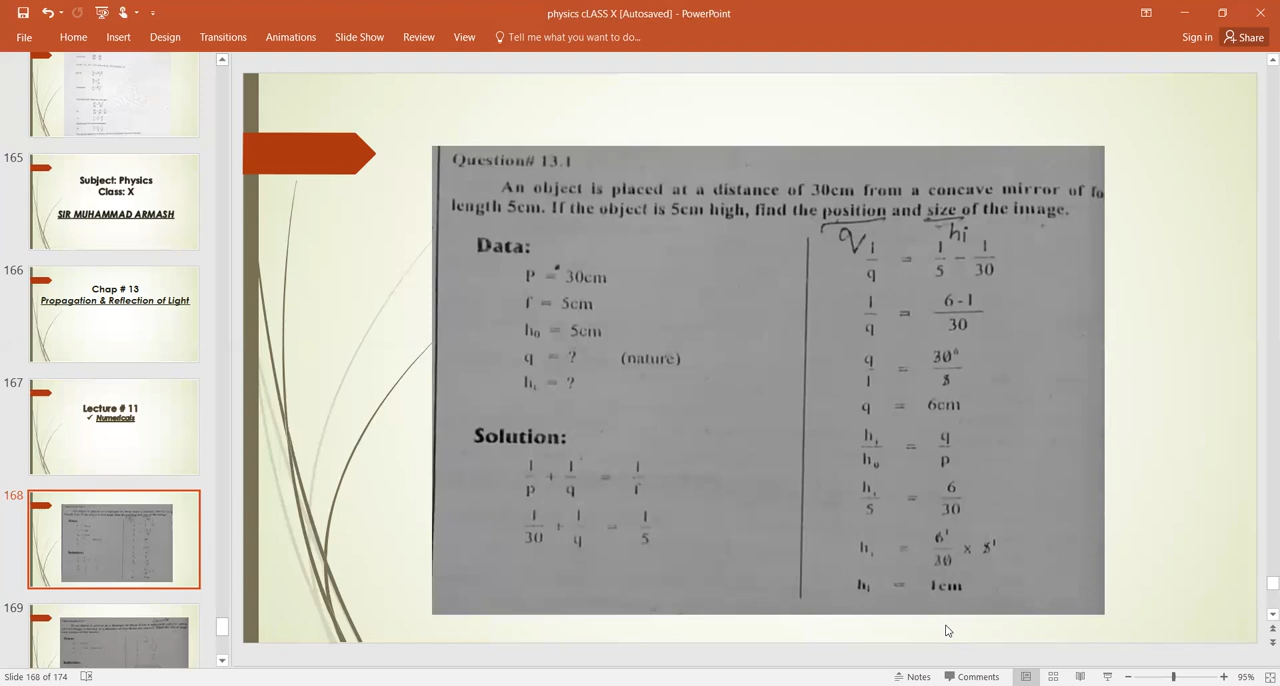 physics cLASS X [Autosaved] - PowerPoint
File Home Insert Design Transitions Animations Slide Show Review View Tell me what you want to do... Sign in Share
165
Subject: Physics
Class: X
SIR MUHAMMAD ARMASH
166
Chap # 13
Propagation & Reflection of Light
167
Lecture # 11
✓ Numericals
168
169
Question# 13.1
An object is placed at a distance of 30cm from a concave mirror of fo
length 5cm. If the object is 5cm high, find the position and size of the image.
Data:
P = 30cm
f = 5cm
h₀ = 5cm
q = ? (nature)
hᵢ = ?
Solution:
1/p + 1/q = 1/f
1/30 + 1/q = 1/5
q hi
1/q = 1/5 - 1/30
1/q = 6-1/30
q/1 = 30⁶/5
q = 6cm
hᵢ/h₀ = q/p
hᵢ/5 = 6/30
hᵢ = 6¹/30 x 5¹
hᵢ = 1cm
Slide 168 of 174 Notes Comments 95%